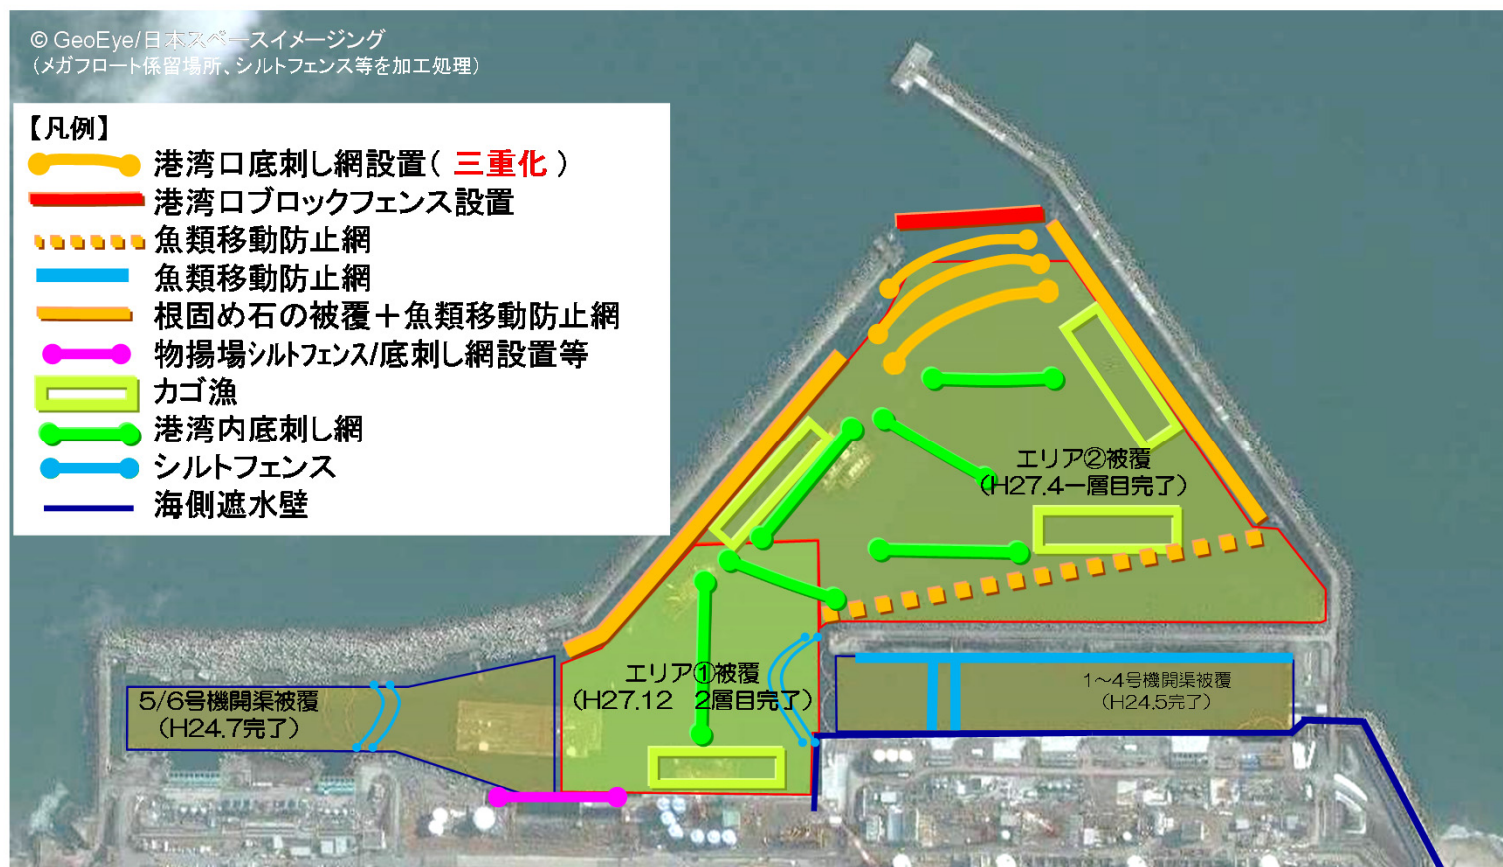 © GeoEye/日本スペースイメージング
(メガフロート係留場所、シルトフェンス等を加工処理)
【凡例】
港湾口底刺し網設置( 三重化 )
港湾口ブロックフェンス設置
魚類移動防止網
魚類移動防止網
根固め石の被覆＋魚類移動防止網
物揚場シルトフェンス/底刺し網設置等
カゴ漁
港湾内底刺し網
シルトフェンス
海側遮水壁
エリア②被覆
(H27.4一層目完了)
エリア①被覆
(H27.12 2層目完了)
5/6号機開渠被覆
(H24.7完了)
1～4号機開渠被覆
(H24.5完了)